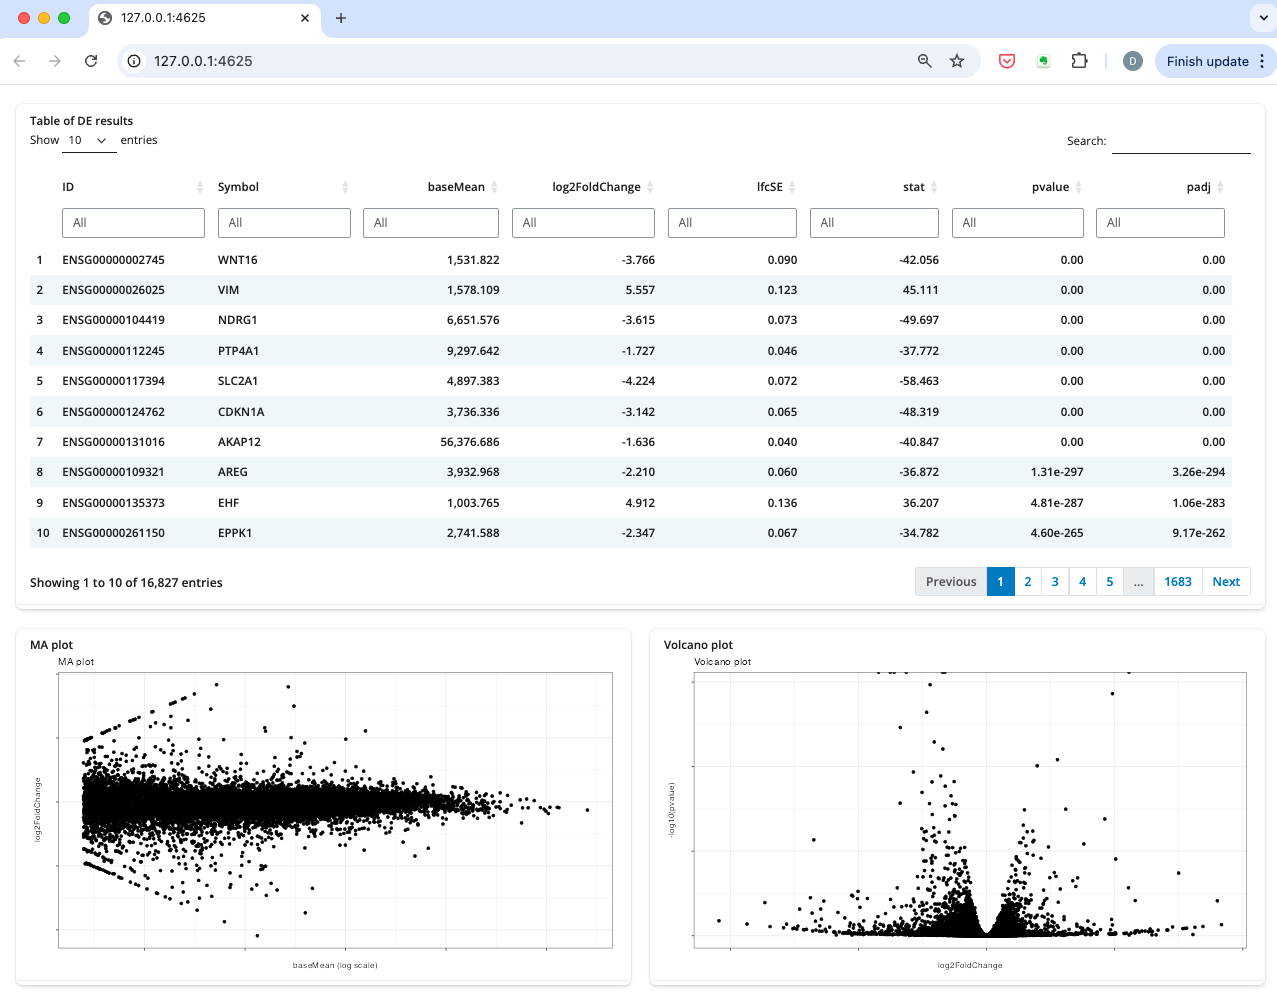 127.0.0.1:4625
127.0.0.1:4625
D
Finish update
Table of DE results
Show 10 entries
Search:
ID Symbol baseMean log2FoldChange lfcSE stat pvalue padj
All All All All All All All All
1 ENSG00000002745 WNT16 1,531.822 -3.766 0.090 -42.056 0.00 0.00
2 ENSG00000026025 VIM 1,578.109 5.557 0.123 45.111 0.00 0.00
3 ENSG00000104419 NDRG1 6,651.576 -3.615 0.073 -49.697 0.00 0.00
4 ENSG00000112245 PTP4A1 9,297.642 -1.727 0.046 -37.772 0.00 0.00
5 ENSG00000117394 SLC2A1 4,897.383 -4.224 0.072 -58.463 0.00 0.00
6 ENSG00000124762 CDKN1A 3,736.336 -3.142 0.065 -48.319 0.00 0.00
7 ENSG00000131016 AKAP12 56,376.686 -1.636 0.040 -40.847 0.00 0.00
8 ENSG00000109321 AREG 3,932.968 -2.210 0.060 -36.872 1.31e-297 3.26e-294
9 ENSG00000135373 EHF 1,003.765 4.912 0.136 36.207 4.81e-287 1.06e-283
10 ENSG00000261150 EPPK1 2,741.588 -2.347 0.067 -34.782 4.60e-265 9.17e-262
Showing 1 to 10 of 16,827 entries
Previous 1 2 3 4 5 ... 1683 Next
MA plot
MA plot
log2FoldChange
baseMean (log scale)
Volcano plot
Volcano plot
-log10(pvalue)
log2FoldChange